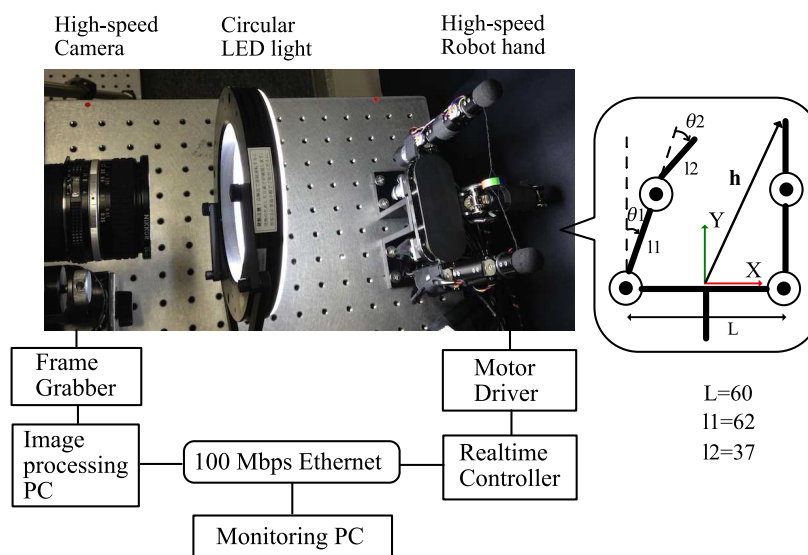 High-speed
Camera
Circular
LED light
High-speed
Robot hand
θ2
l2
h
θ1
l1
Y
X
L
Frame
Grabber
Motor
Driver
L=60
l1=62
l2=37
Image
processing
PC
100 Mbps Ethernet
Realtime
Controller
Monitoring PC